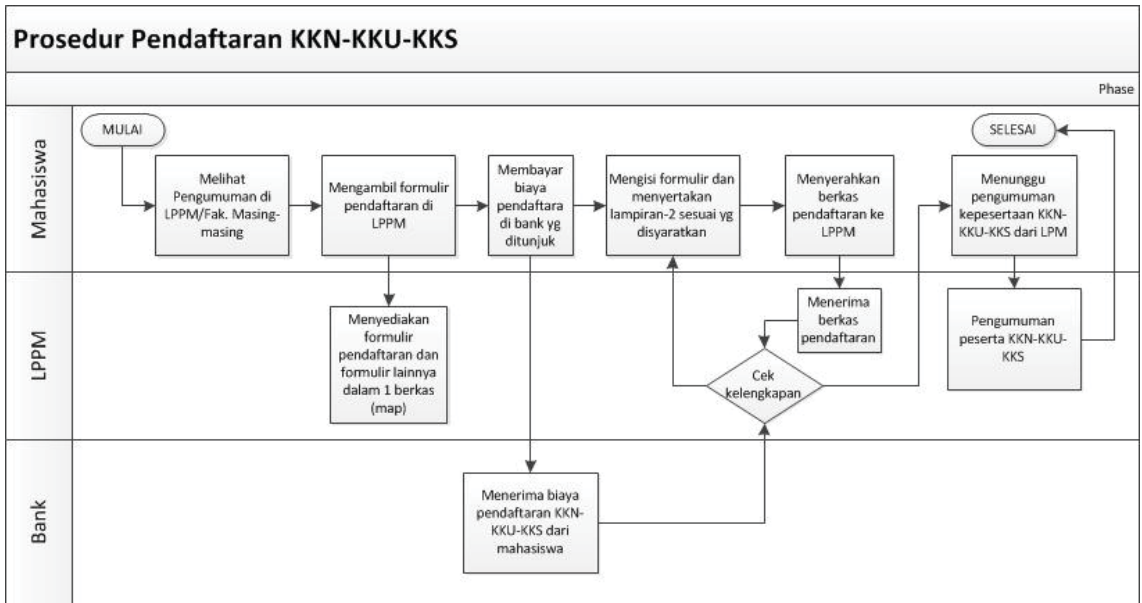 Prosedur Pendaftaran KKN-KKU-KKS
Phase
Mahasiswa
MULAI
SELESAI
Melihat
Pengumuman di
LPPM/Fak. Masing-
masing
Mengambil formulir
pendaftaran di
LPPM
Membayar
biaya
pendaftara
di bank yg
ditunjuk
Mengisi formulir dan
menyertakan
lampiran-2 sesuai yg
disyaratkan
Menyerahkan
berkas
pendaftaran ke
LPPM
Menunggu
pengumuman
kepesertaan KKN-
KKU-KKS dari LPM
LPPM
Menyediakan
formulir
pendaftaran dan
formulir lainnya
dalam 1 berkas
(map)
Menerima
berkas
pendaftaran
Cek
kelengkapan
Pengumuman
peserta KKN-KKU-
KKS
Bank
Menerima biaya
pendaftaran KKN-
KKU-KKS dari
mahasiswa